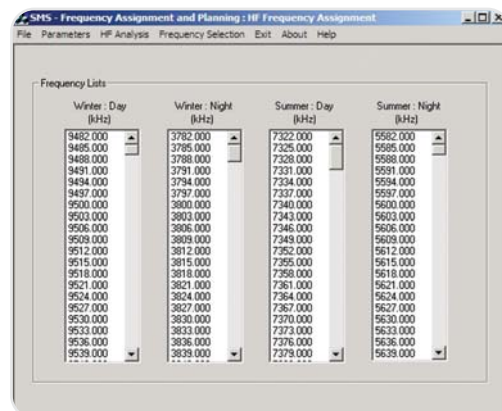 SMS - Frequency Assignment and Planning : HF Frequency Assignment
File Parameters HF Analysis Frequency Selection Exit About Help
Frequency Lists
Winter : Day Winter : Night Summer : Day Summer : Night
(kHz) (kHz) (kHz) (kHz)
9482.000 3782.000 7322.000 5582.000
9485.000 3785.000 7325.000 5585.000
9488.000 3788.000 7328.000 5588.000
9491.000 3791.000 7331.000 5591.000
9494.000 3794.000 7334.000 5594.000
9497.000 3797.000 7337.000 5597.000
9500.000 3800.000 7340.000 5600.000
9503.000 3803.000 7343.000 5603.000
9506.000 3806.000 7346.000 5606.000
9509.000 3809.000 7349.000 5609.000
9512.000 3812.000 7352.000 5612.000
9515.000 3815.000 7355.000 5615.000
9518.000 3818.000 7358.000 5618.000
9521.000 3821.000 7361.000 5621.000
9524.000 3824.000 7364.000 5624.000
9527.000 3827.000 7367.000 5627.000
9530.000 3830.000 7370.000 5630.000
9533.000 3833.000 7373.000 5633.000
9536.000 3836.000 7376.000 5636.000
9539.000 3839.000 7379.000 5639.000